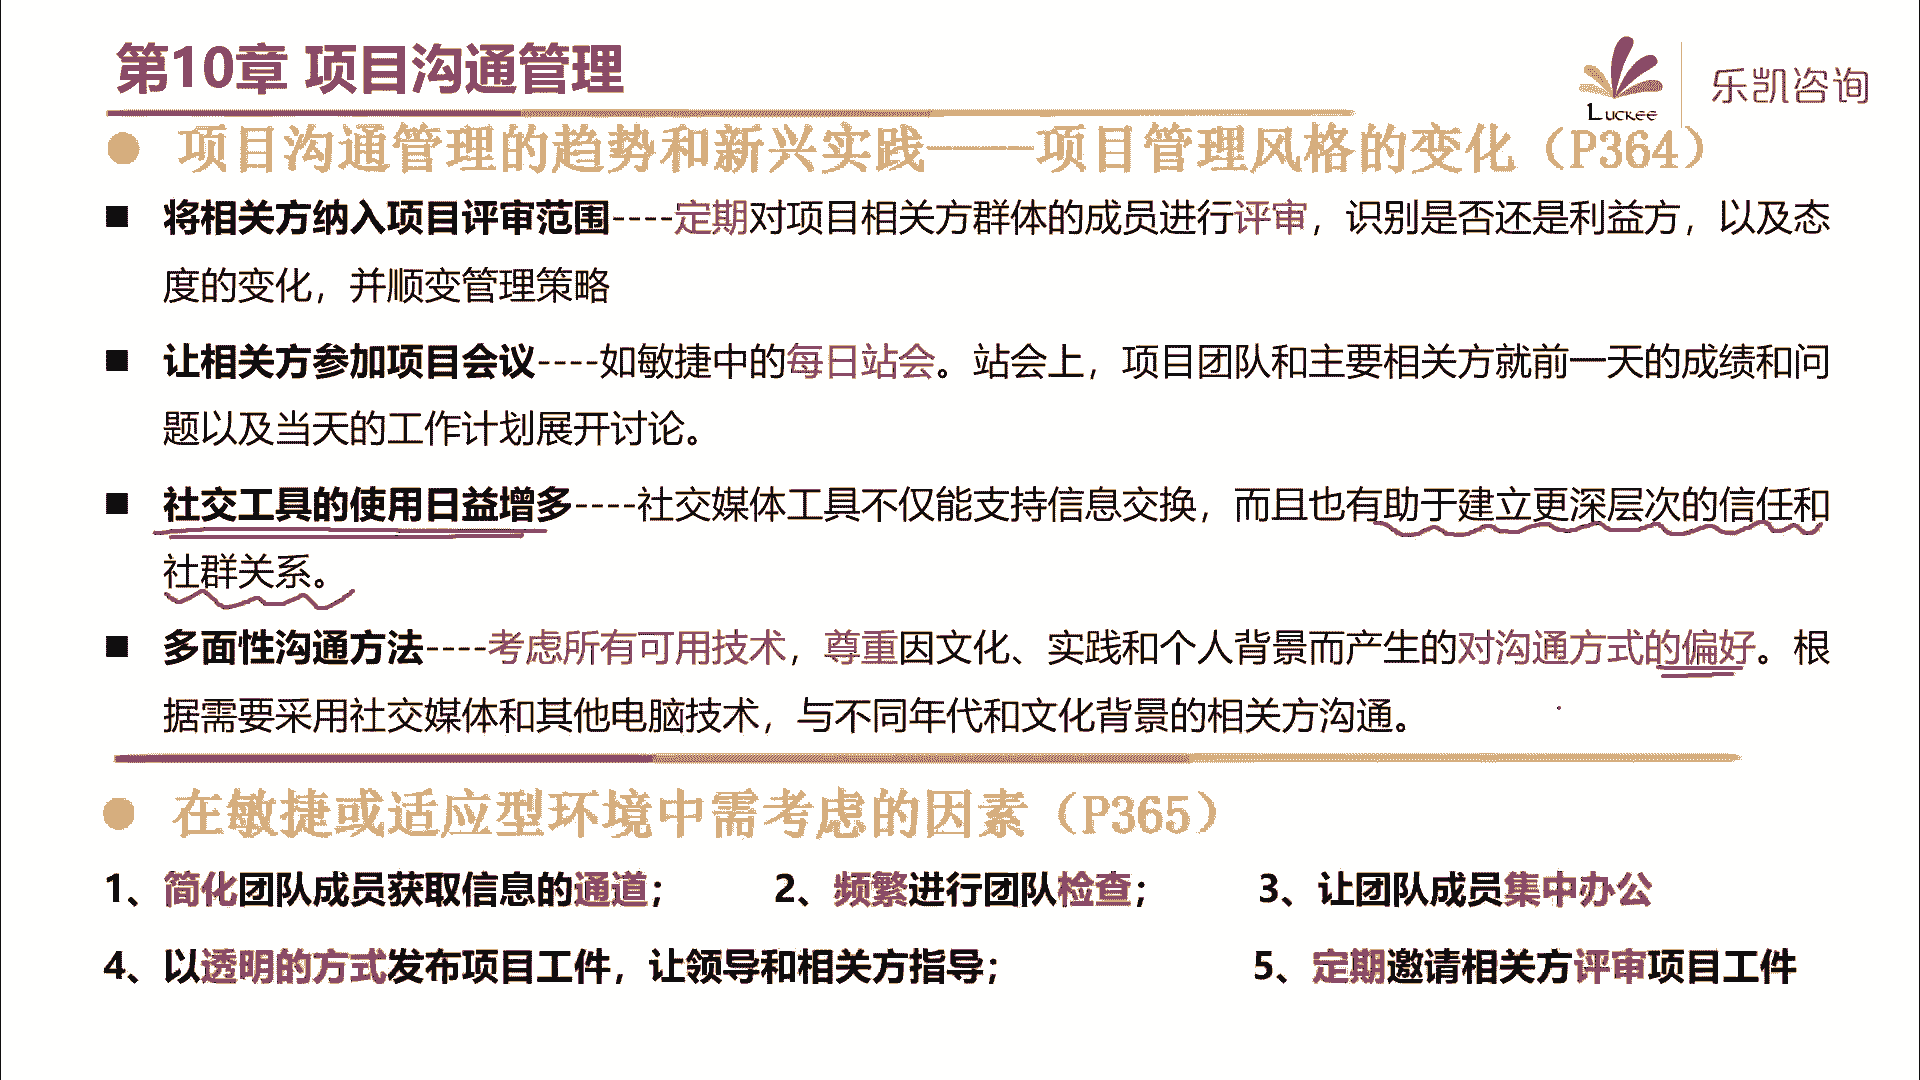 第10章 项目沟通管理
Luckee 乐凯咨询
● 项目沟通管理的趋势和新兴实践——项目管理风格的变化（P364）
■ 将相关方纳入项目评审范围----定期对项目相关方群体的成员进行评审，识别是否还是利益方，以及态
度的变化，并顺变管理策略
■ 让相关方参加项目会议----如敏捷中的每日站会。站会上，项目团队和主要相关方就前一天的成绩和问
题以及当天的工作计划展开讨论。
■ 社交工具的使用日益增多----社交媒体工具不仅能支持信息交换，而且也有助于建立更深层次的信任和
社群关系。
■ 多面性沟通方法----考虑所有可用技术，尊重因文化、实践和个人背景而产生的对沟通方式的偏好。根
据需要采用社交媒体和其他电脑技术，与不同年代和文化背景的相关方沟通。
● 在敏捷或适应型环境中需考虑的因素（P365）
1、简化团队成员获取信息的通道； 2、频繁进行团队检查； 3、让团队成员集中办公
4、以透明的方式发布项目工件，让领导和相关方指导； 5、定期邀请相关方评审项目工件